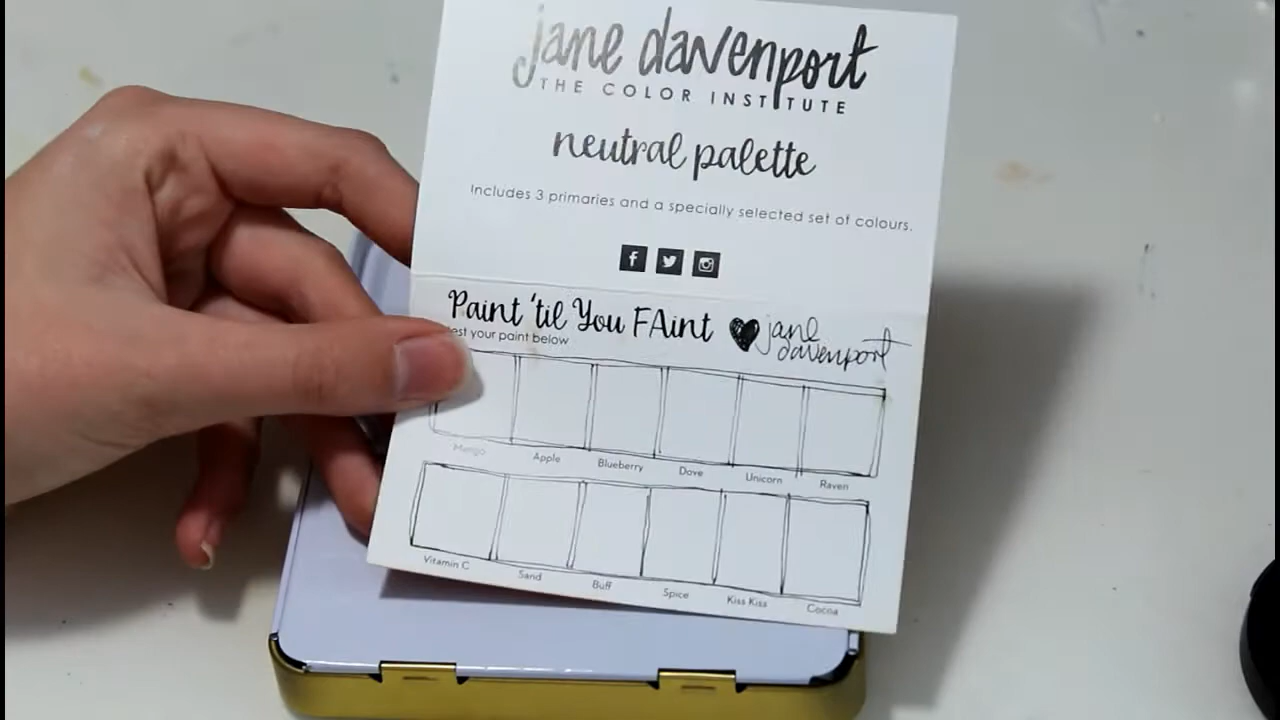 jane davenport
THE COLOR INSTITUTE
neutral palette
Includes 3 primaries and a specially selected set of colours.
Paint 'til You FAint
jane davenport
est your paint below
Mango Apple Blueberry Dove Unicorn Raven
Vitamin C Sand Buff Spice Kiss Kiss Cocoa